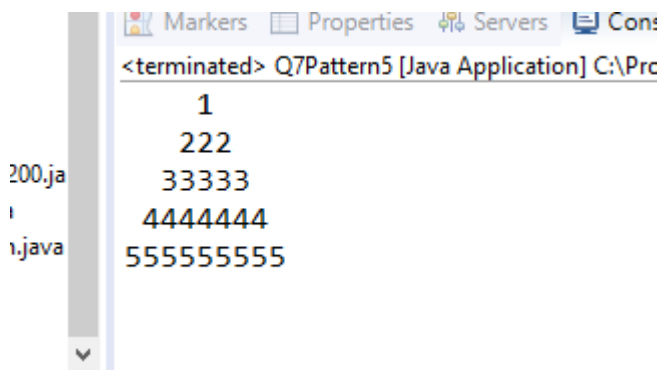 Markers Properties Servers Cons
<terminated> Q7Pattern5 [Java Application] C:\Pro
1
222
33333
4444444
555555555
200.ja
.java